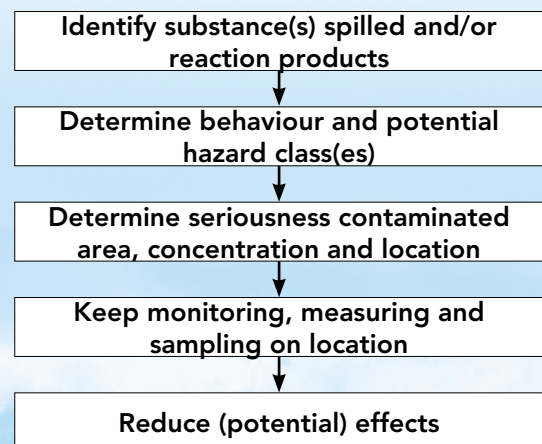 Identify substance(s) spilled and/or
reaction products
Determine behaviour and potential
hazard class(es)
Determine seriousness contaminated
area, concentration and location
Keep monitoring, measuring and
sampling on location
Reduce (potential) effects